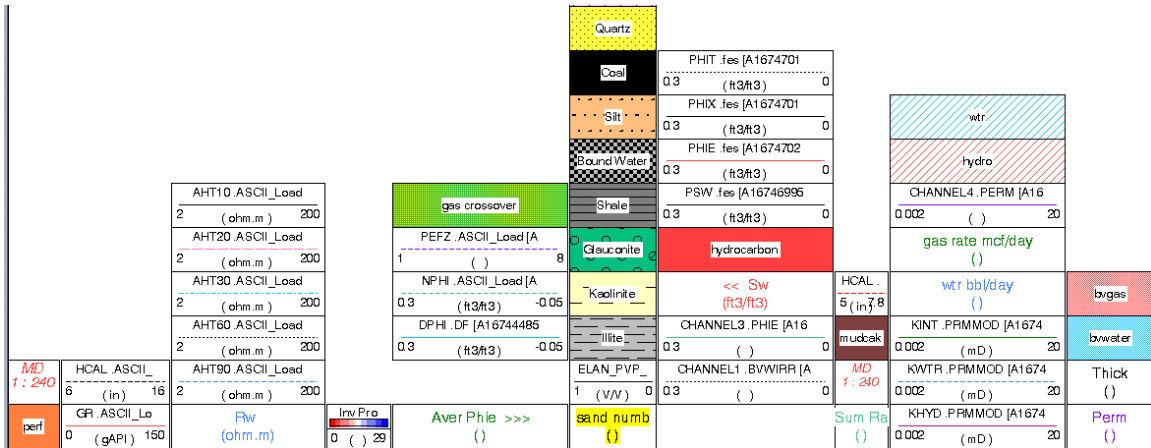 Quartz
Coal
PHIT .fes [A1674701
0.3 (ft3/ft3) 0
Silt
PHIX .fes [A1674701
0.3 (ft3/ft3) 0
wtr
Bound Water
PHIE .fes [A1674702
0.3 (ft3/ft3) 0
hydro
AHT10 .ASCII_Load
2 (ohm.m) 200
gas crossover
Shale
PSW .fes [A16746995
0.3 (ft3/ft3) 0
CHANNEL4 .PERM [A16
0.002 ( ) 20
AHT20 .ASCII_Load
2 (ohm.m) 200
PEFZ .ASCII_Load [A
1 ( ) 8
Glauconite
hydrocarbon
gas rate mcf/day
()
AHT30 .ASCII_Load
2 (ohm.m) 200
NPHI .ASCII_Load [A
0.3 (ft3/ft3) -0.05
Kaolinite
<< Sw
(ft3/ft3)
HCAL .
5 (in) 7.8
wtr bbl/day
()
bvgas
AHT60 .ASCII_Load
2 (ohm.m) 200
DPHI .DF [A16744485
0.3 (ft3/ft3) -0.05
Illite
CHANNEL3 .PHIE [A16
0.3 ( ) 0
mudcak
KINT .PRMMOD [A1674
0.002 (mD) 20
bvwater
MD
1 : 240
HCAL .ASCII_
6 (in) 16
AHT90 .ASCII_Load
2 (ohm.m) 200
ELAN_PVP_
1 (V/V) 0
CHANNEL1 .BVWIRR [A
0.3 ( ) 0
MD
1 : 240
KWTR .PRMMOD [A1674
0.002 (mD) 20
Thick
()
perf
GR .ASCII_Lo
0 (gAPI) 150
Rw
(ohm.m)
Inv Pro
0 ( ) 29
Aver Phie >>>
()
sand numb
()
Sum Ra
()
KHYD .PRMMOD [A1674
0.002 (mD) 20
Perm
()